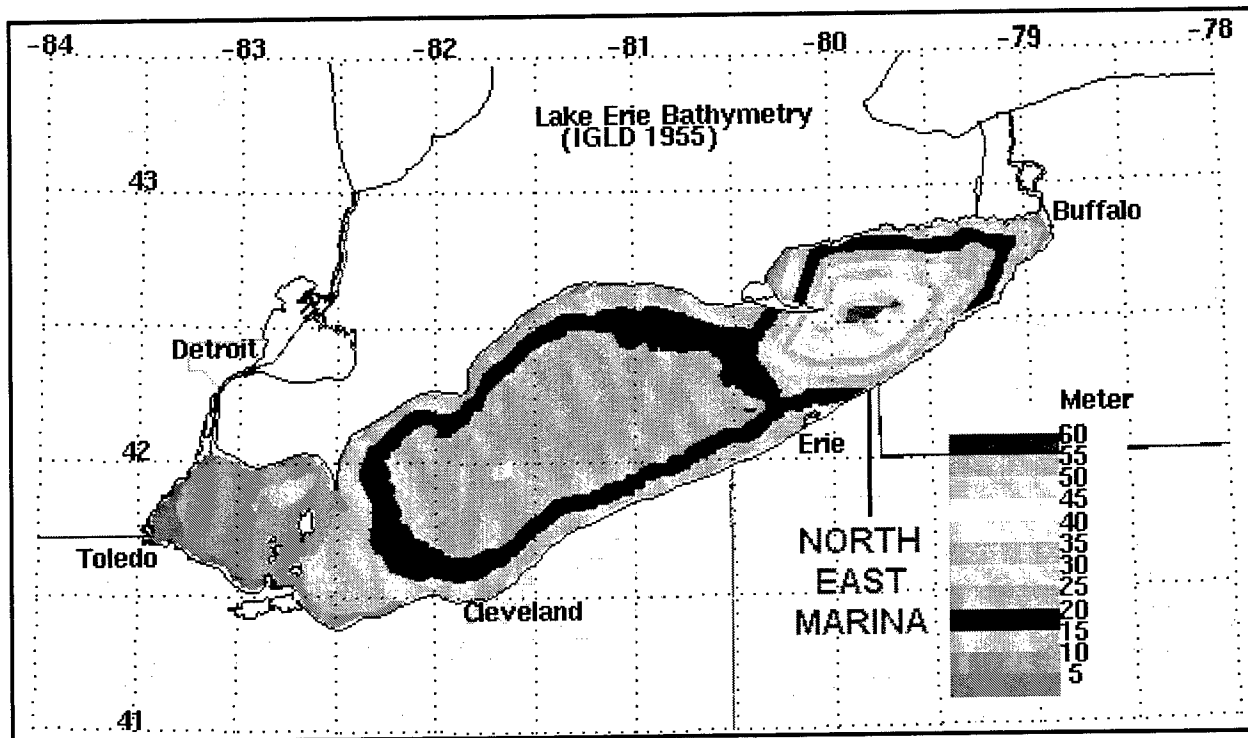 -84 -83 -82 -81 -80 -79 -78
Lake Erie Bathymetry
(IGLD 1955)
43
Buffalo
Detroit
Meter
60
42
Erie
55
50
45
Toledo
40
NORTH
35
EAST
30
25
MARINA
20
Cleveland
15
10
5
41